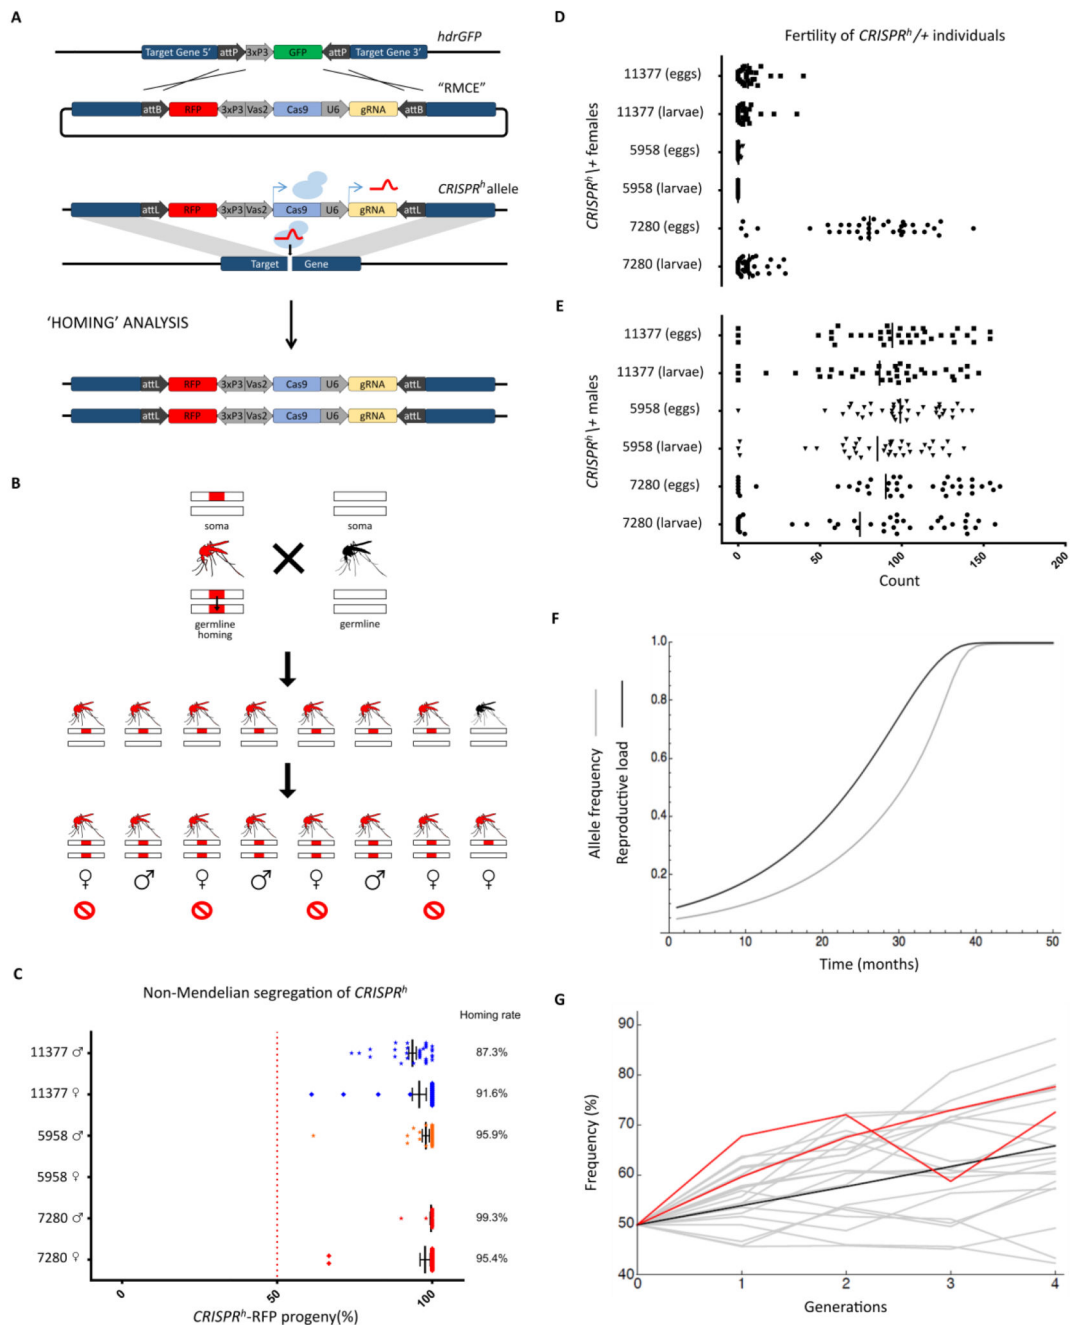 A
hdrGFP
Target Gene 5' attP 3xP3 GFP attP Target Gene 3'
"RMCE"
attB RFP 3xP3 Vas2 Cas9 U6 gRNA attB
CRISPRʰ allele
attL RFP 3xP3 Vas2 Cas9 U6 gRNA attL
Target Gene
'HOMING' ANALYSIS
attL RFP 3xP3 Vas2 Cas9 U6 gRNA attL
attL RFP 3xP3 Vas2 Cas9 U6 gRNA attL
B
soma soma
germline homing
germline
♀ ♂ ♀ ♂ ♀ ♂ ♀ ♀
C
Non-Mendelian segregation of CRISPRʰ
Homing rate
11377 ♂ 87.3%
11377 ♀ 91.6%
5958 ♂ 95.9%
5958 ♀
7280 ♂ 99.3%
7280 ♀ 95.4%
0 50 100
CRISPRʰ-RFP progeny(%)
D
Fertility of CRISPRʰ/+ individuals
CRISPRʰ\+ females
11377 (eggs)
11377 (larvae)
5958 (eggs)
5958 (larvae)
7280 (eggs)
7280 (larvae)
E
CRISPRʰ\+ males
11377 (eggs)
11377 (larvae)
5958 (eggs)
5958 (larvae)
7280 (eggs)
7280 (larvae)
0 50 100 150 200
Count
F
Allele frequency
Reproductive load
1.0
0.8
0.6
0.4
0.2
0 10 20 30 40 50
Time (months)
G
Frequency (%)
90
80
70
60
50
40
0 1 2 3 4
Generations